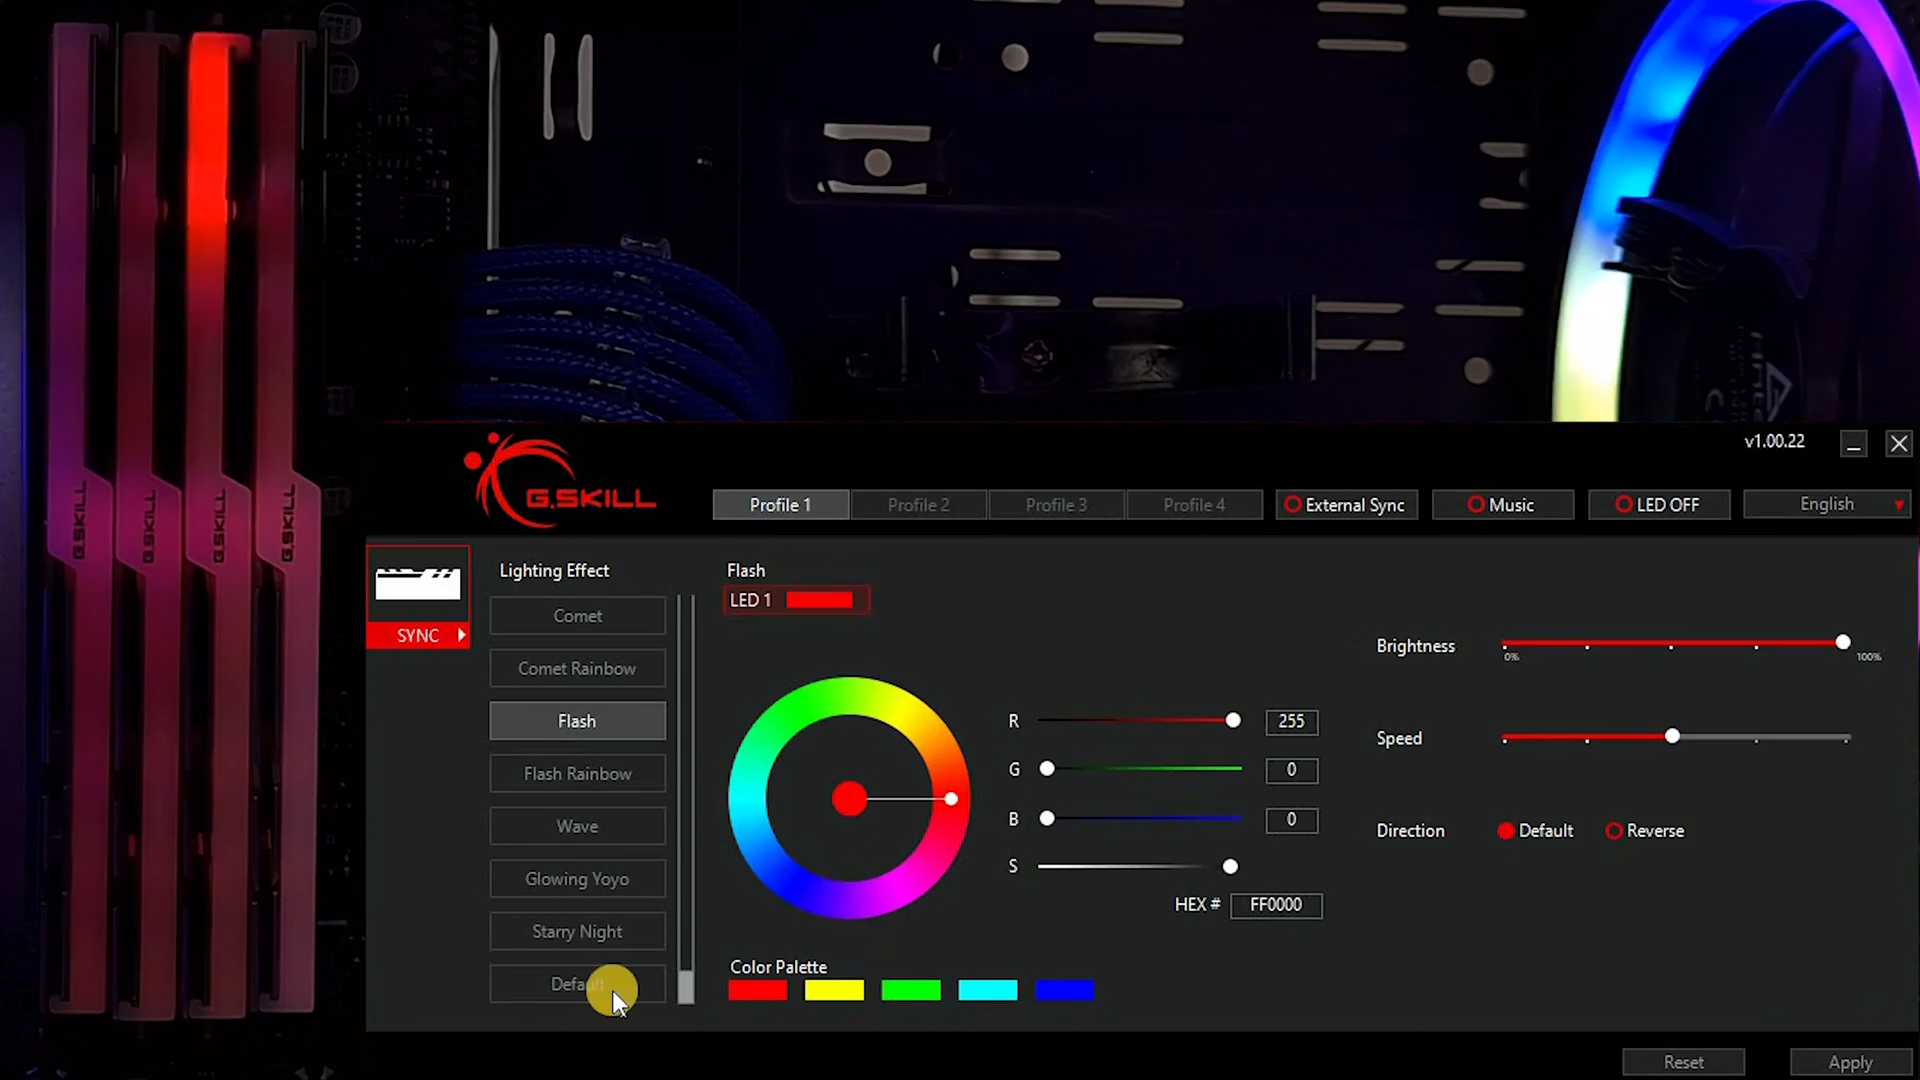 G.SKILL
G.SKILL
G.SKILL
G.SKILL
v1.00.22
G.SKILL
Profile 1
Profile 2
Profile 3
Profile 4
External Sync
Music
LED OFF
English
SYNC
Lighting Effect
Comet
Comet Rainbow
Flash
Flash Rainbow
Wave
Glowing Yoyo
Starry Night
Default
Flash
LED 1
R 255
G 0
B 0
S
HEX # FF0000
Color Palette
Brightness
0% 100%
Speed
Direction Default Reverse
Reset
Apply